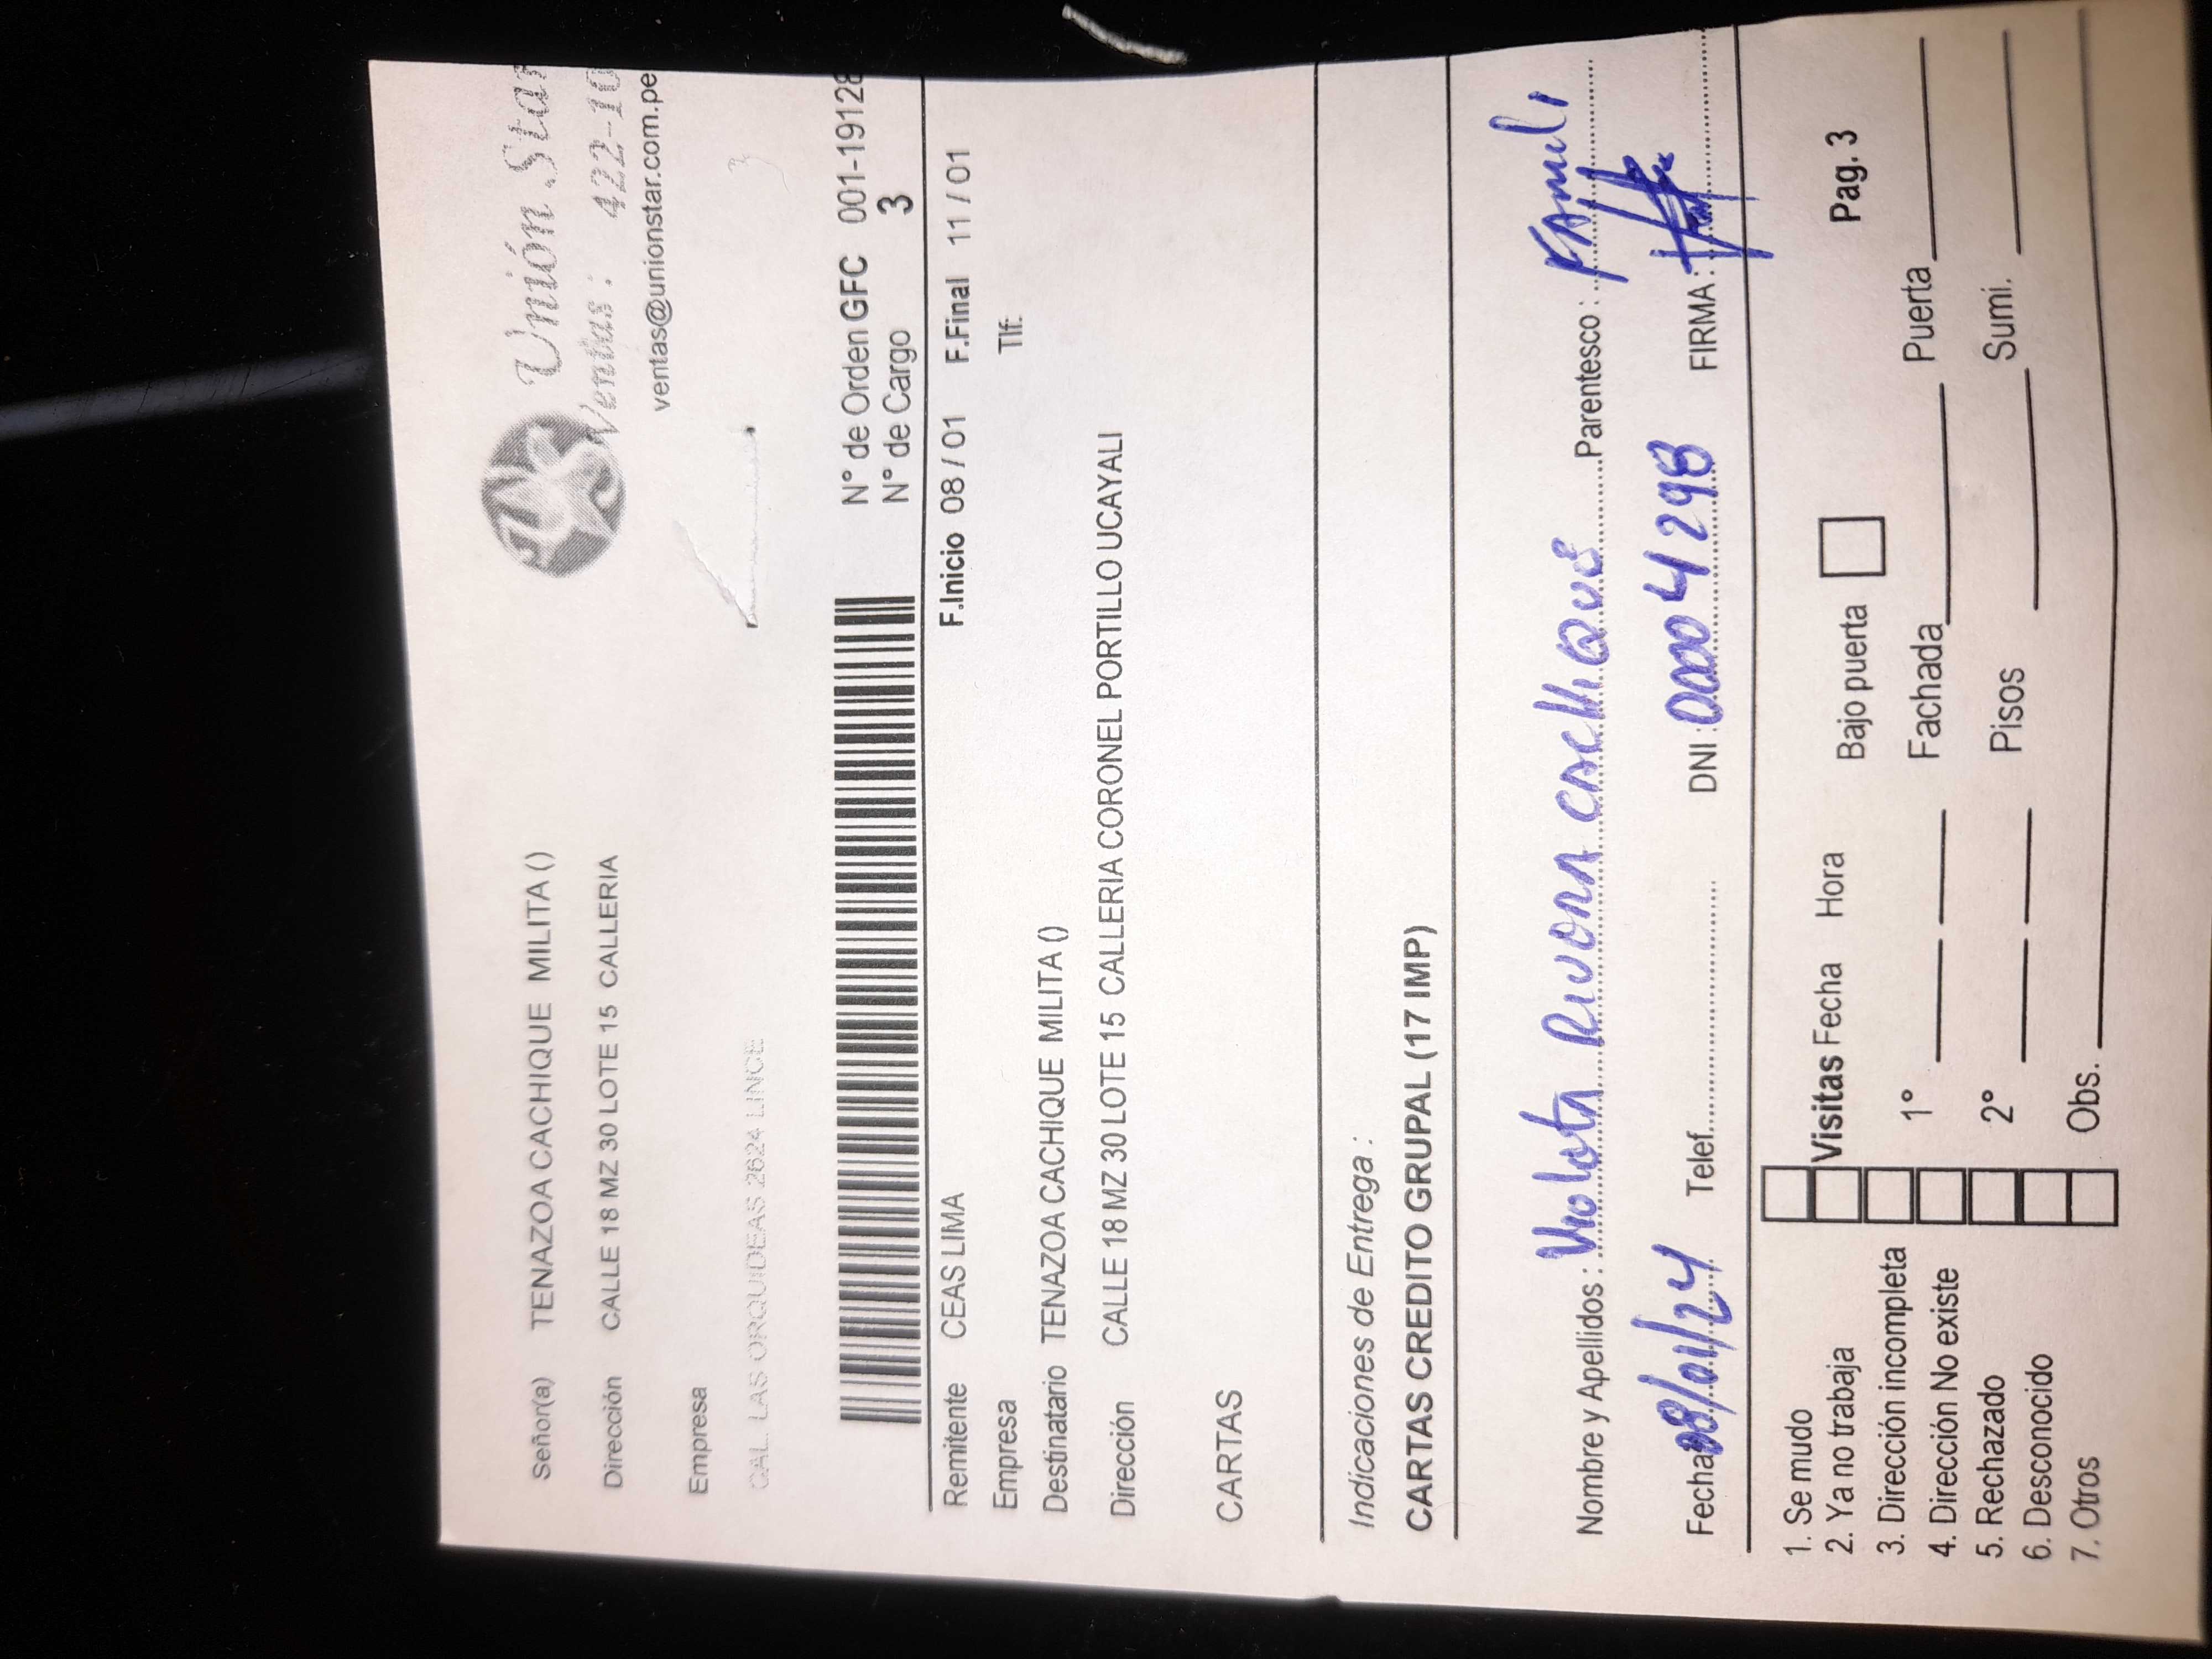 Unión Star
Ventas: 422-10
ventas@unionstar.com.pe
Señor(a) TENAZOA CACHIQUE MILITA ()
Dirección CALLE 18 MZ 30 LOTE 15 CALLERIA
Empresa
CAL. LAS ORQUIDEAS 2624 LINCE
N° de Orden GFC 001-19128
N° de Cargo 3
Remitente CEAS LIMA F.Inicio 08 / 01 F.Final 11 / 01
Empresa Tlf:
Destinatario TENAZOA CACHIQUE MILITA ()
Dirección CALLE 18 MZ 30 LOTE 15 CALLERIA CORONEL PORTILLO UCAYALI
CARTAS
Indicaciones de Entrega :
CARTAS CREDITO GRUPAL (17 IMP)
Nombre y Apellidos : Violeta CACHIQUE Parentesco :
Fecha 08/01/24 Telef. DNI : 00004298 FIRMA :
1. Se mudo
2. Ya no trabaja Visitas Fecha Hora Bajo puerta Pag. 3
3. Dirección incompleta 1° Fachada Puerta
4. Dirección No existe
5. Rechazado 2° Pisos Sumi.
6. Desconocido
7. Otros Obs.